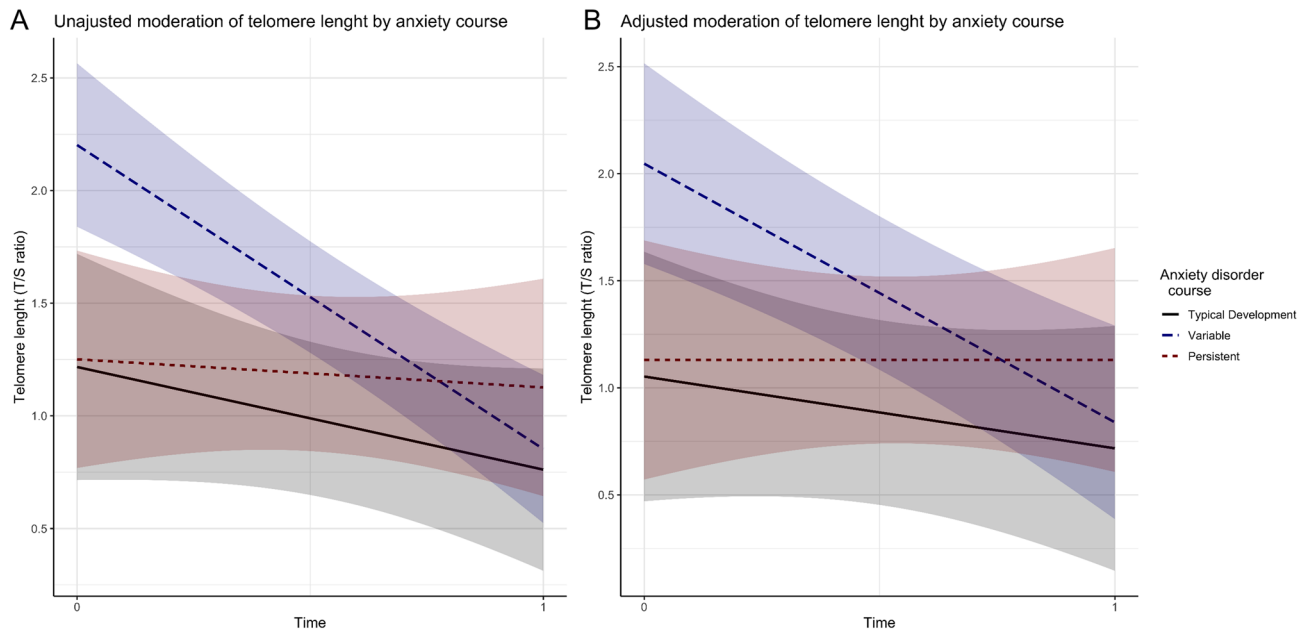 A
Unajusted moderation of telomere lenght by anxiety course
Telomere lenght (T/S ratio)
2.5
2.0
1.5
1.0
0.5
0
1
Time
B
Adjusted moderation of telomere lenght by anxiety course
Telomere lenght (T/S ratio)
2.5
2.0
1.5
1.0
0.5
0
1
Time
Anxiety disorder
course
Typical Development
Variable
Persistent